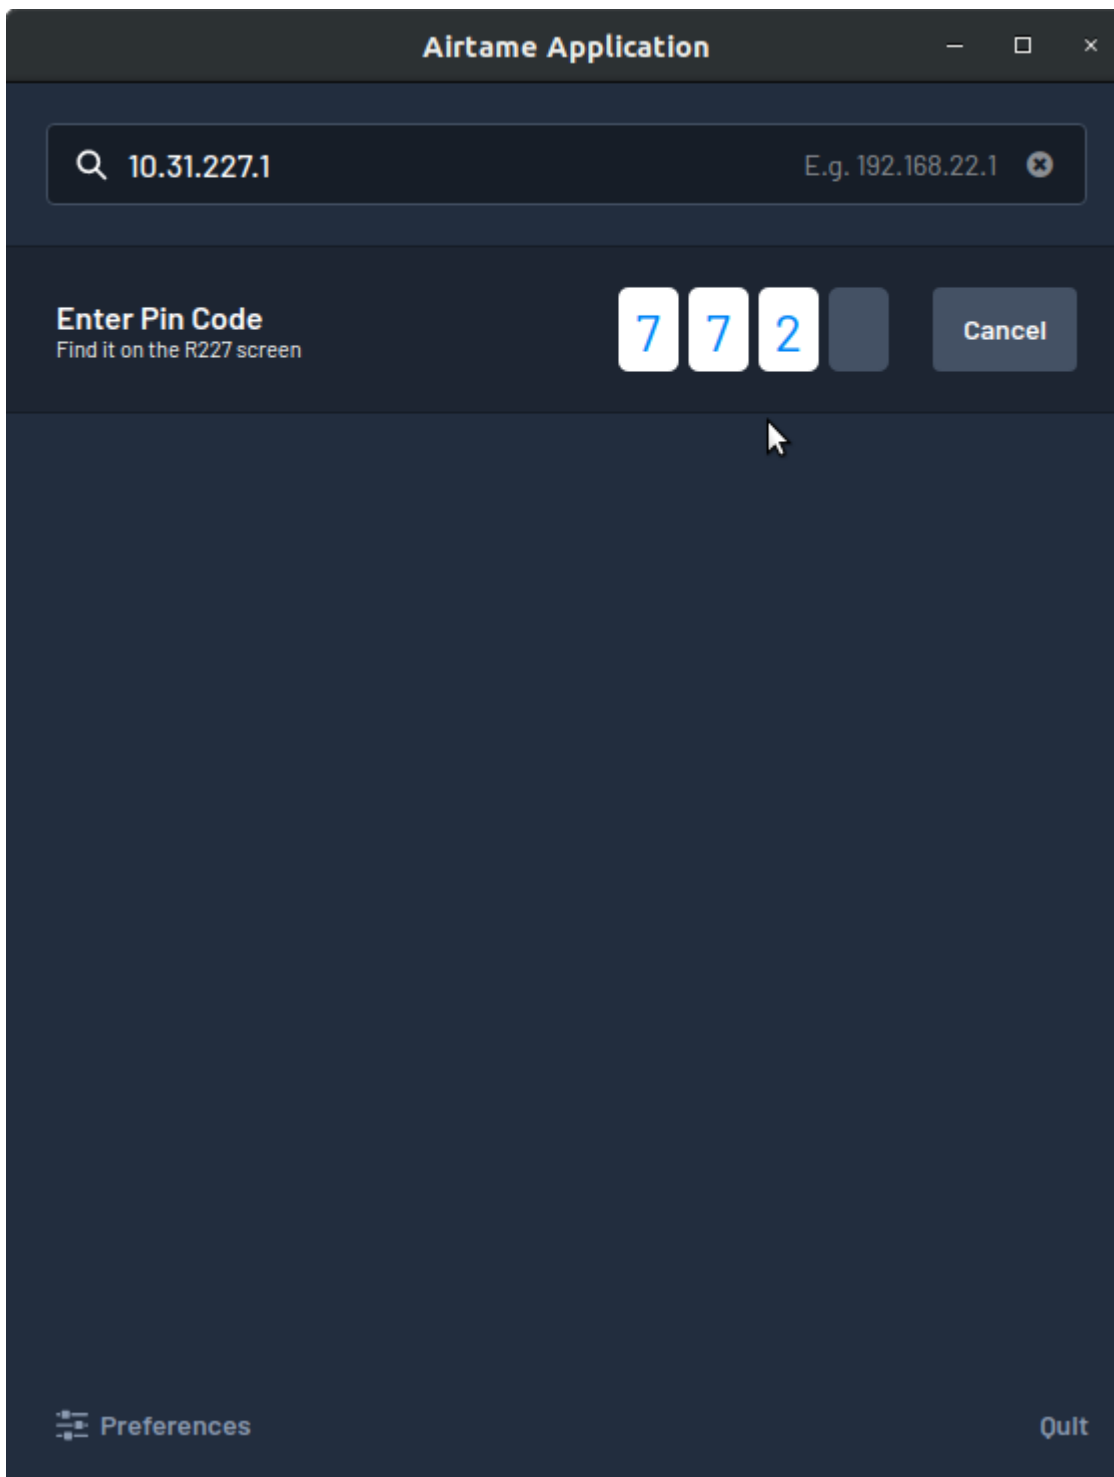 Airtame Application
10.31.227.1 E.g. 192.168.22.1
Enter Pin Code
Find it on the R227 screen
7 7 2
Cancel
Preferences
Quit